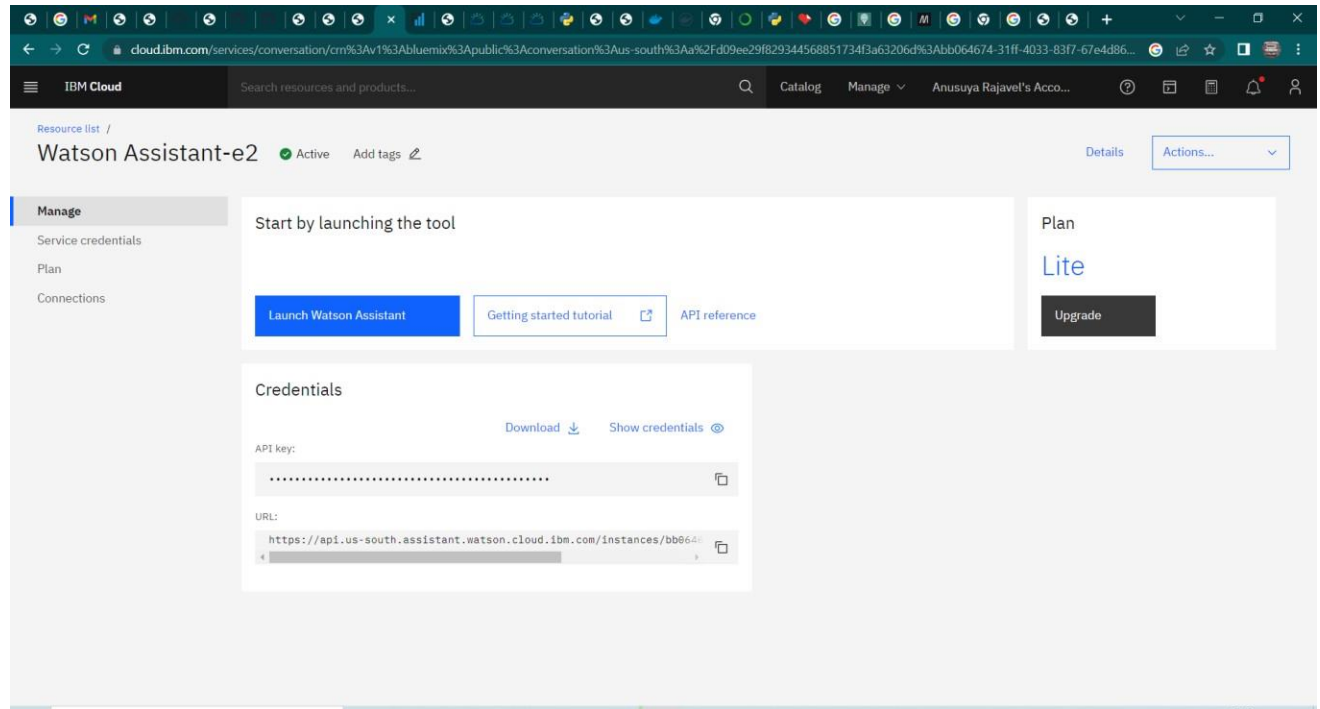 cloud.ibm.com/services/conversation/crn%3Av1%3Abluemix%3Apublic%3Aconversation%3Aus-south%3Aa%2Fd09ee29f829344568851734f3a63206d%3Abb064674-31ff-4033-83f7-67e4d86...
IBM Cloud
Search resources and products...
Catalog
Manage
Anusuya Rajavel's Acco...
Resource list /
Watson Assistant-e2
Active
Add tags
Details
Actions...
Manage
Service credentials
Plan
Connections
Start by launching the tool
Launch Watson Assistant
Getting started tutorial
API reference
Plan
Lite
Upgrade
Credentials
Download
Show credentials
API key:
URL:
https://api.us-south.assistant.watson.cloud.ibm.com/instances/bb064